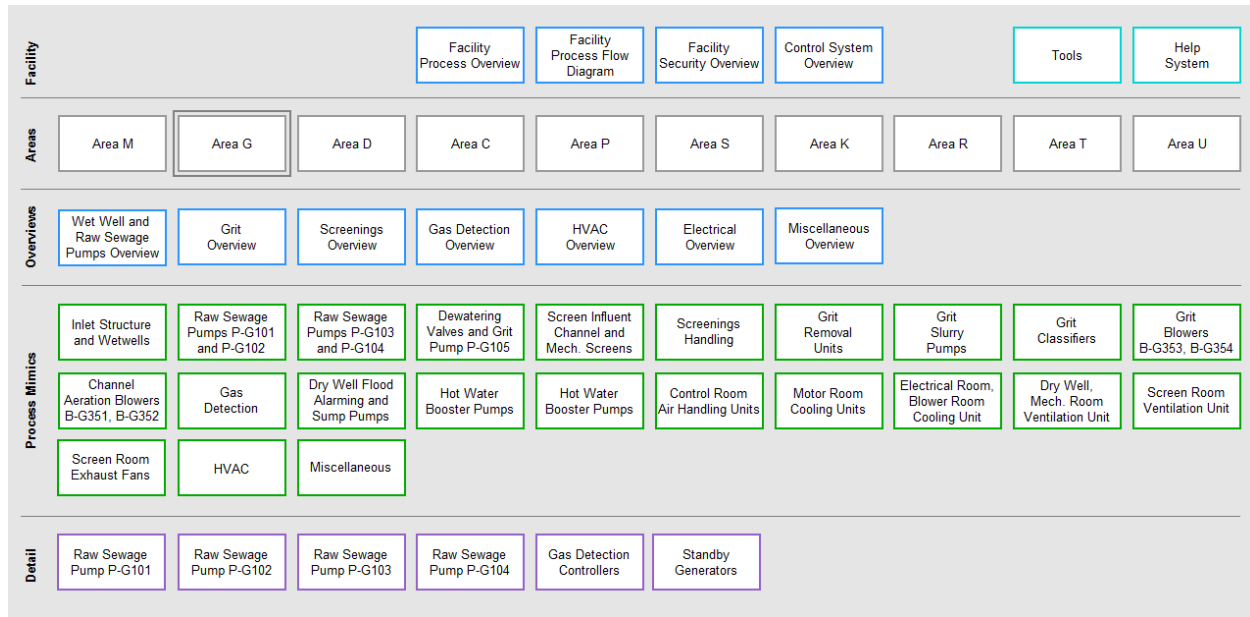 Facility
Facility
Process Overview
Facility
Process Flow
Diagram
Facility
Security Overview
Control System
Overview
Tools
Help
System
Areas
Area M
Area G
Area D
Area C
Area P
Area S
Area K
Area R
Area T
Area U
Overviews
Wet Well and
Raw Sewage
Pumps Overview
Grit
Overview
Screenings
Overview
Gas Detection
Overview
HVAC
Overview
Electrical
Overview
Miscellaneous
Overview
Process Mimics
Inlet Structure
and Wetwells
Raw Sewage
Pumps P-G101
and P-G102
Raw Sewage
Pumps P-G103
and P-G104
Dewatering
Valves and Grit
Pump P-G105
Screen Influent
Channel and
Mech. Screens
Screenings
Handling
Grit
Removal
Units
Grit
Slurry
Pumps
Grit
Classifiers
Grit
Blowers
B-G353, B-G354
Channel
Aeration Blowers
B-G351, B-G352
Gas
Detection
Dry Well Flood
Alarming and
Sump Pumps
Hot Water
Booster Pumps
Hot Water
Booster Pumps
Control Room
Air Handling Units
Motor Room
Cooling Units
Electrical Room,
Blower Room
Cooling Unit
Dry Well,
Mech. Room
Ventilation Unit
Screen Room
Ventilation Unit
Screen Room
Exhaust Fans
HVAC
Miscellaneous
Detail
Raw Sewage
Pump P-G101
Raw Sewage
Pump P-G102
Raw Sewage
Pump P-G103
Raw Sewage
Pump P-G104
Gas Detection
Controllers
Standby
Generators